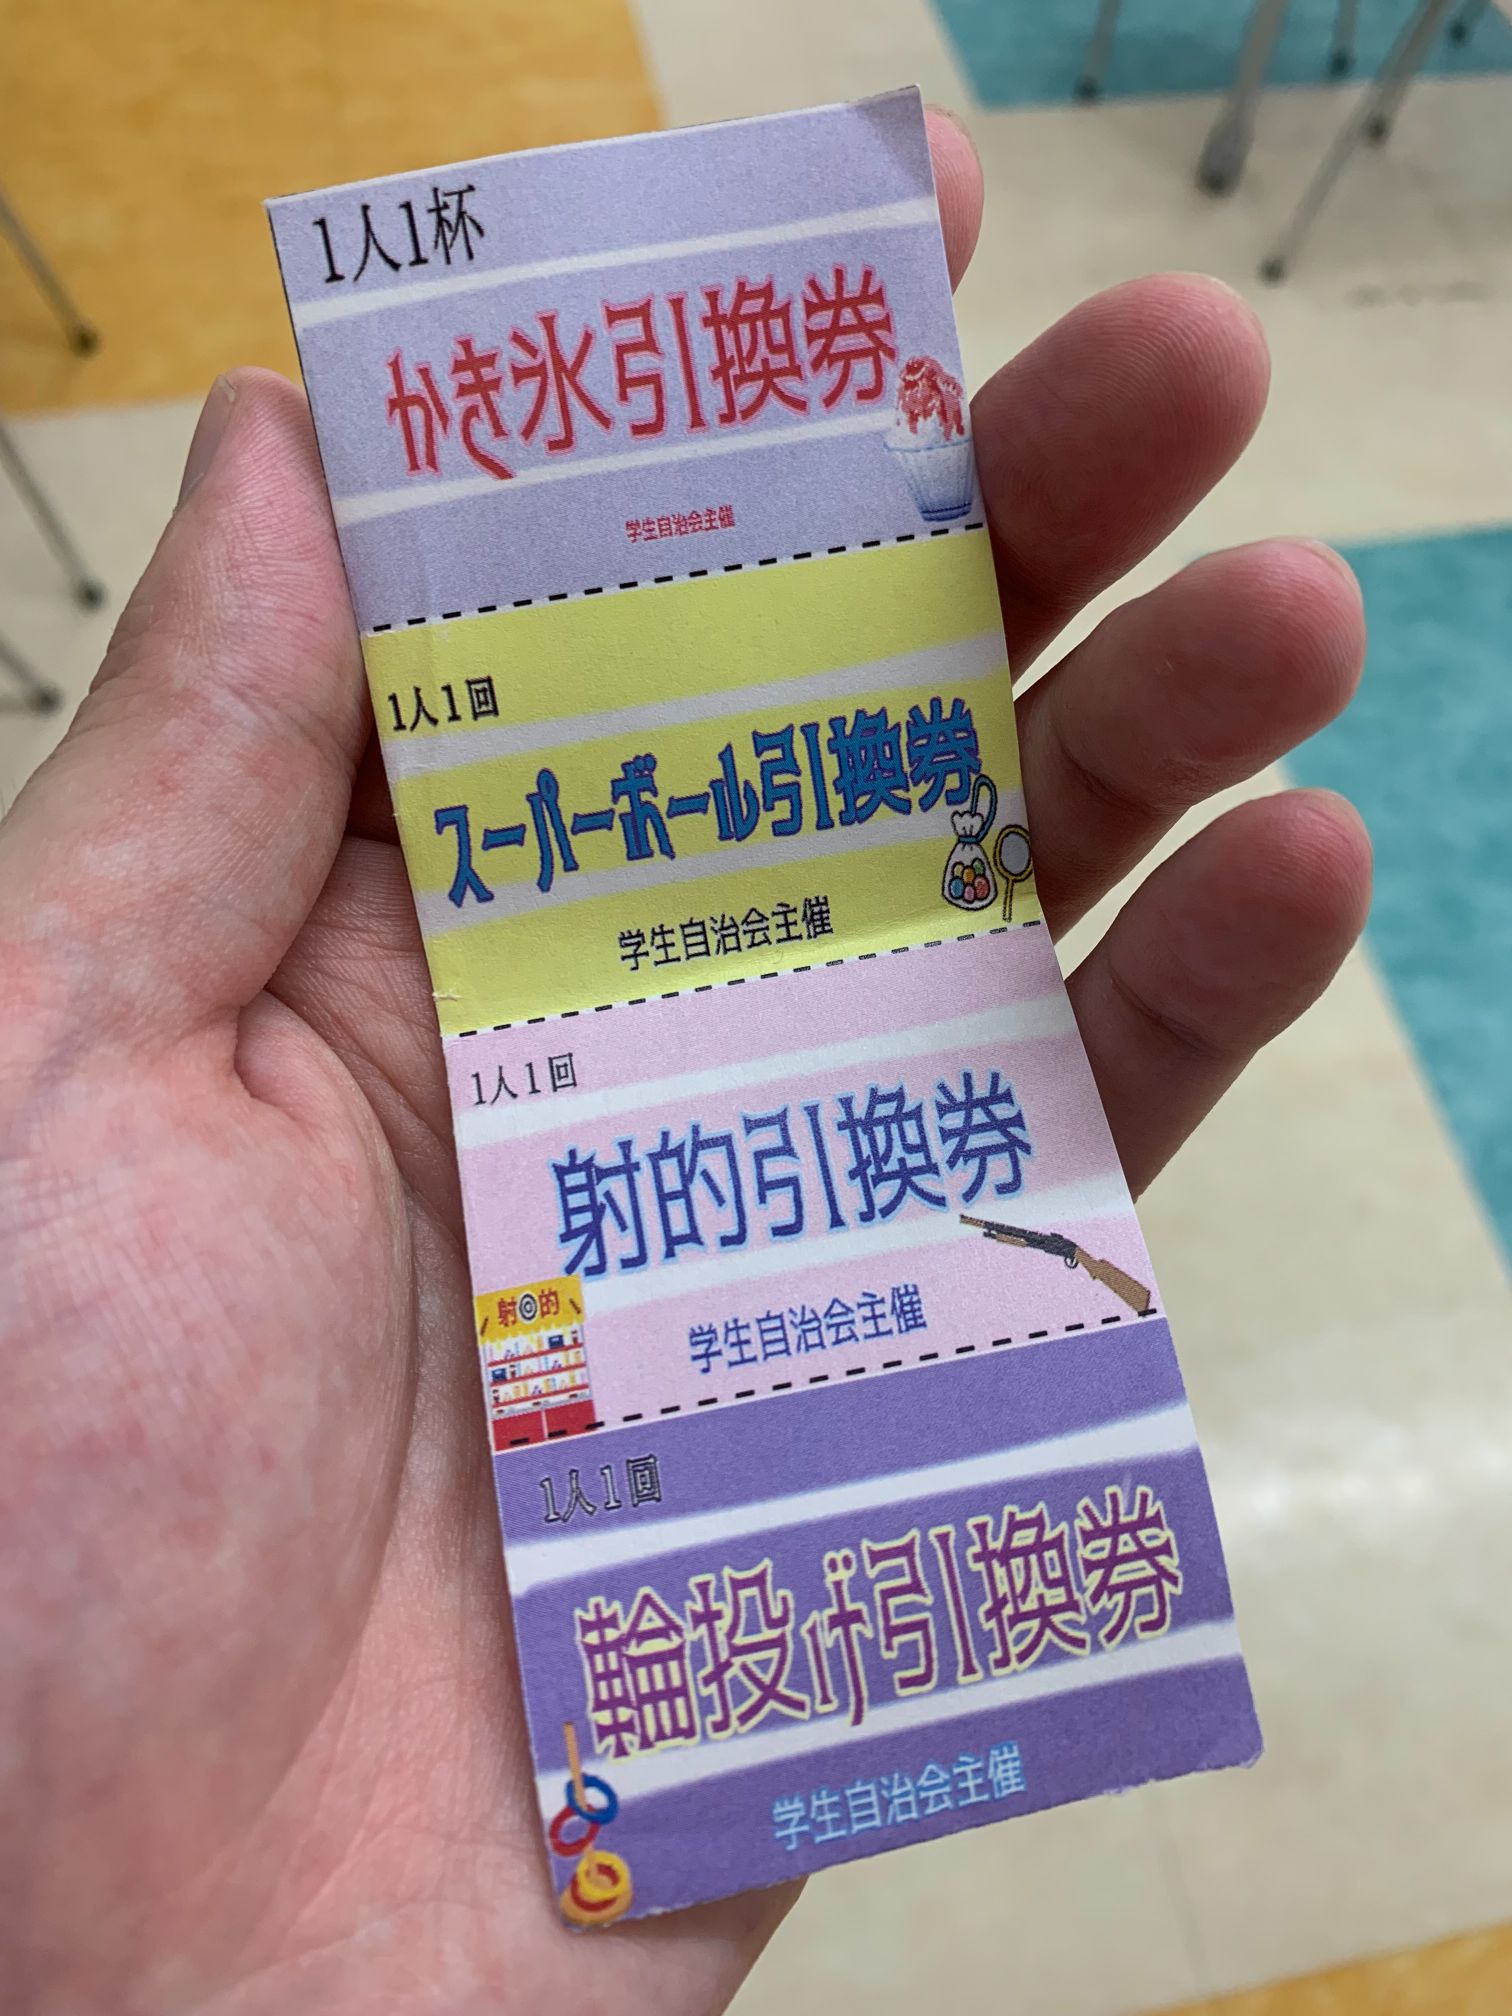 1人1杯
かき氷引換券
学生自治会主催
1人1回
スーパーボール引換券
学生自治会主催
1人1回
射的引換券
射的
学生自治会主催
1人1回
輪投げ引換券
学生自治会主催